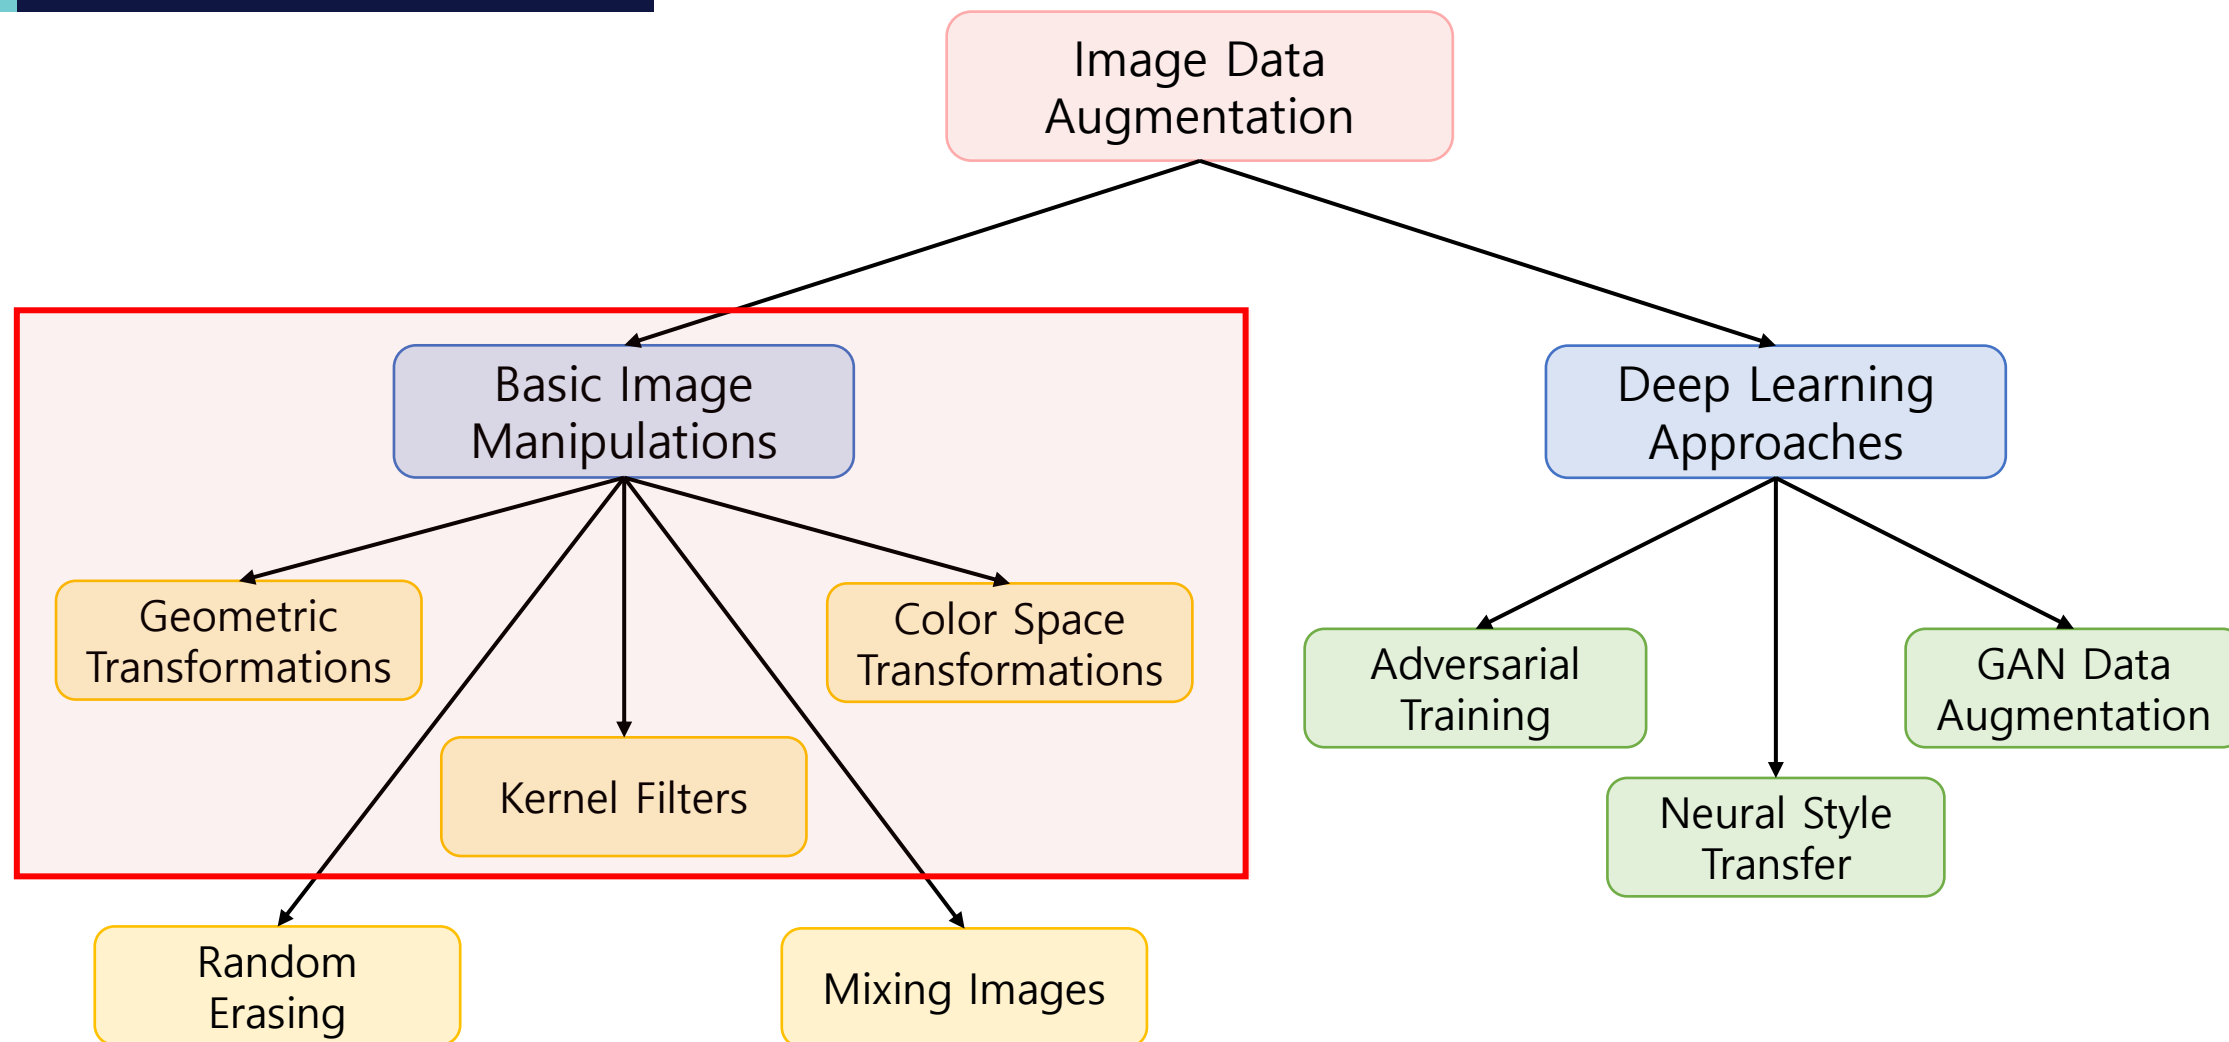 Image Data
Augmentation
Basic Image
Manipulations
Deep Learning
Approaches
Geometric
Transformations
Color Space
Transformations
Kernel Filters
Adversarial
Training
GAN Data
Augmentation
Neural Style
Transfer
Random
Erasing
Mixing Images